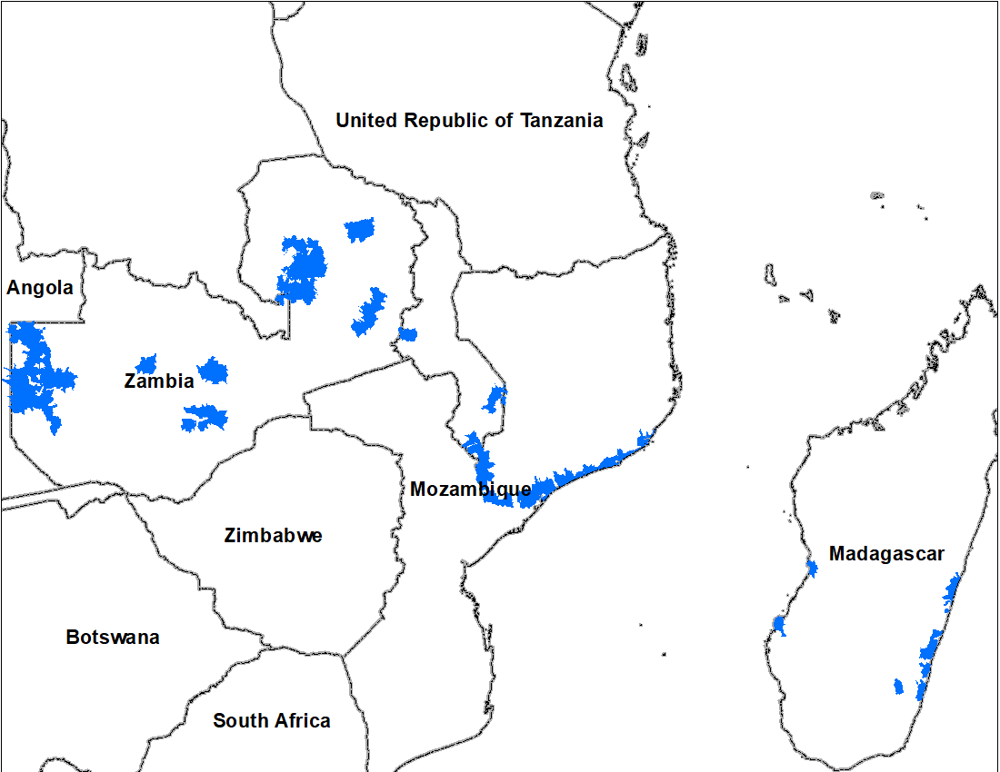 United Republic of Tanzania
Angola
Zambia
Mozambique
Zimbabwe
Madagascar
Botswana
South Africa